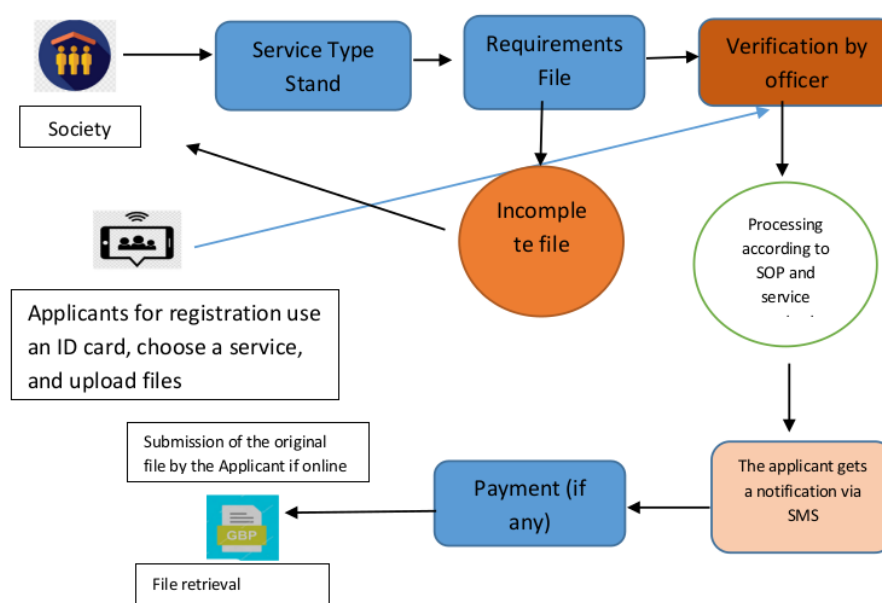 Service Type
Stand
Requirements
File
Verification by
officer
Society
Incomple
te file
Processing
according to
SOP and
service
Applicants for registration use
an ID card, choose a service,
and upload files
Submission of the original
file by the Applicant if online
Payment (if
any)
The applicant gets
a notification via
SMS
GBP
File retrieval